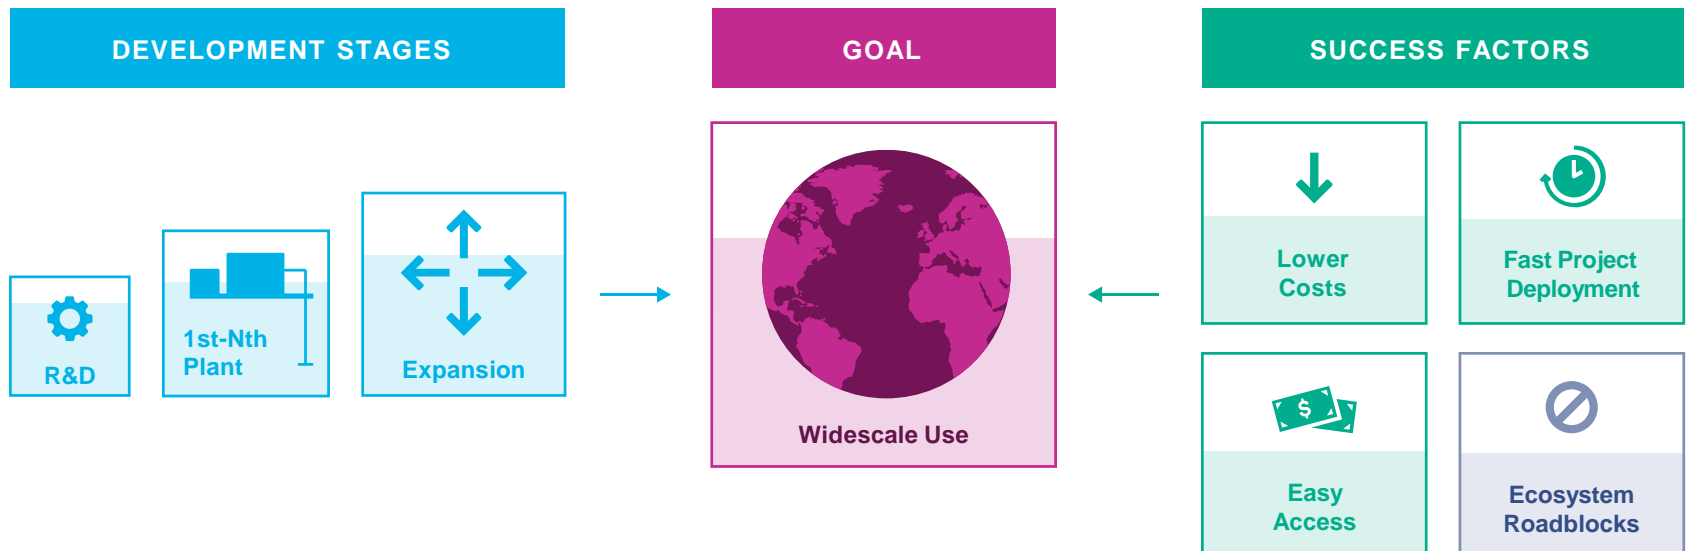 DEVELOPMENT STAGES
GOAL
SUCCESS FACTORS
R&D
1st-Nth
Plant
Expansion
Widescale Use
Lower
Costs
Fast Project
Deployment
$
Easy
Access
Ecosystem
Roadblocks